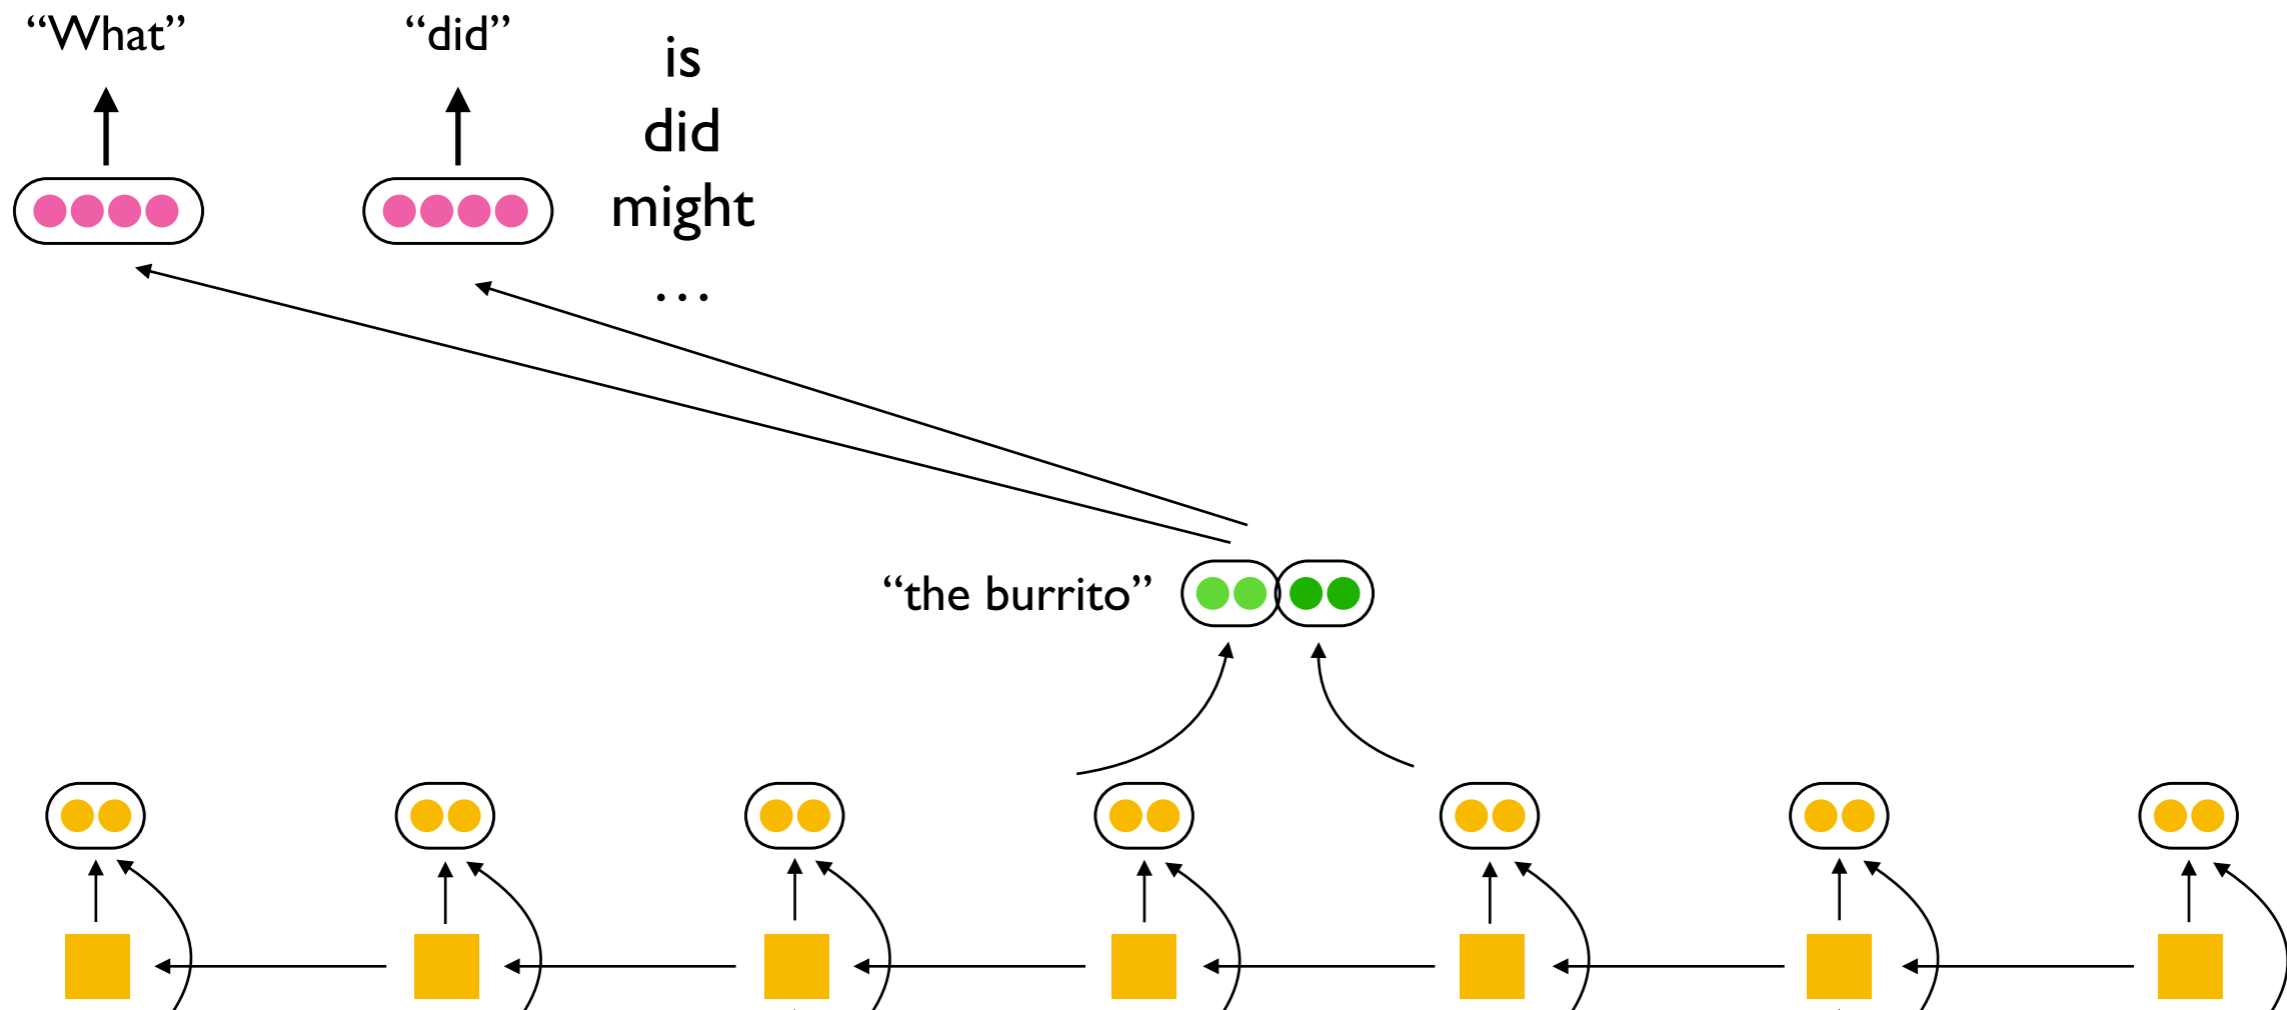 “What”
“did”
is
did
might
…
“the burrito”